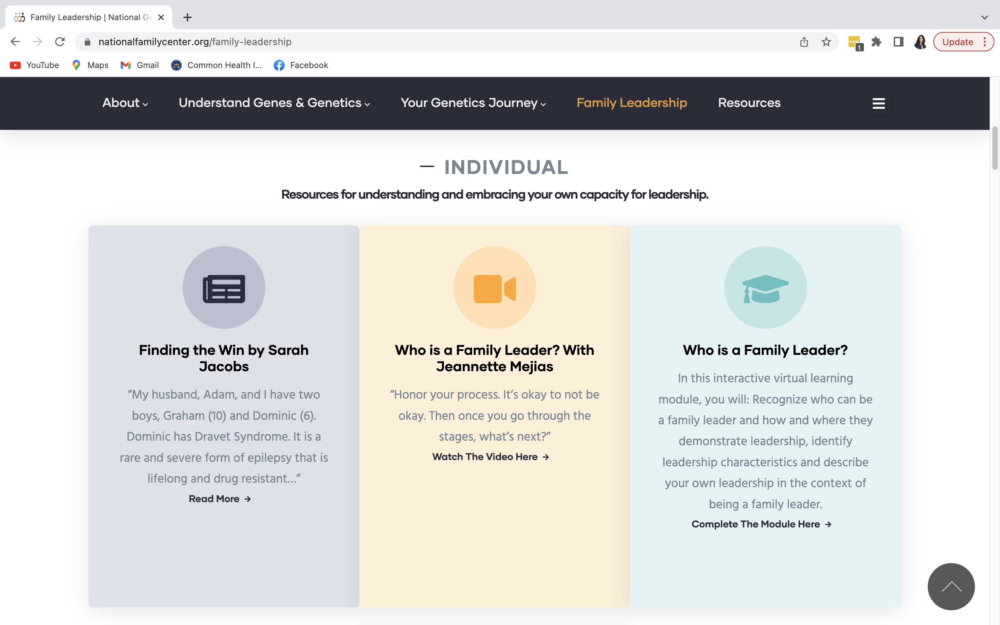 Family Leadership | National Ge
nationalfamilycenter.org/family-leadership
1
Update
YouTube
Maps
Gmail
Common Health I...
Facebook
About
Understand Genes & Genetics
Your Genetics Journey
Family Leadership
Resources
— INDIVIDUAL
Resources for understanding and embracing your own capacity for leadership.
Finding the Win by Sarah
Jacobs
“My husband, Adam, and I have two
boys, Graham (10) and Dominic (6).
Dominic has Dravet Syndrome. It is a
rare and severe form of epilepsy that is
lifelong and drug resistant...”
Read More →
Who is a Family Leader? With
Jeannette Mejias
“Honor your process. It’s okay to not be
okay. Then once you go through the
stages, what’s next?”
Watch The Video Here →
Who is a Family Leader?
In this interactive virtual learning
module, you will: Recognize who can be
a family leader and how and where they
demonstrate leadership, identify
leadership characteristics and describe
your own leadership in the context of
being a family leader.
Complete The Module Here →